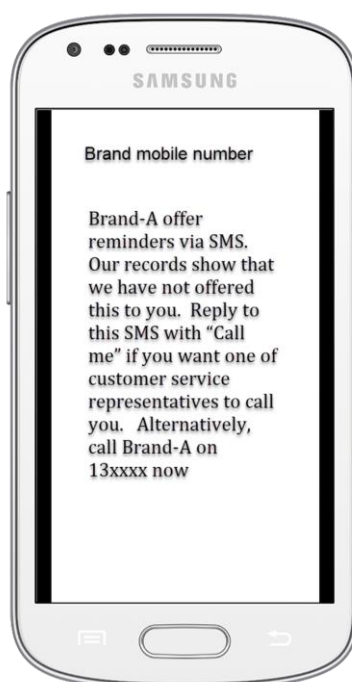 SAMSUNG
Brand mobile number
Brand-A offer
reminders via SMS.
Our records show that
we have not offered
this to you.  Reply to
this SMS with “Call
me” if you want one of
customer service
representatives to call
you.   Alternatively,
call Brand-A on
13xxxx now